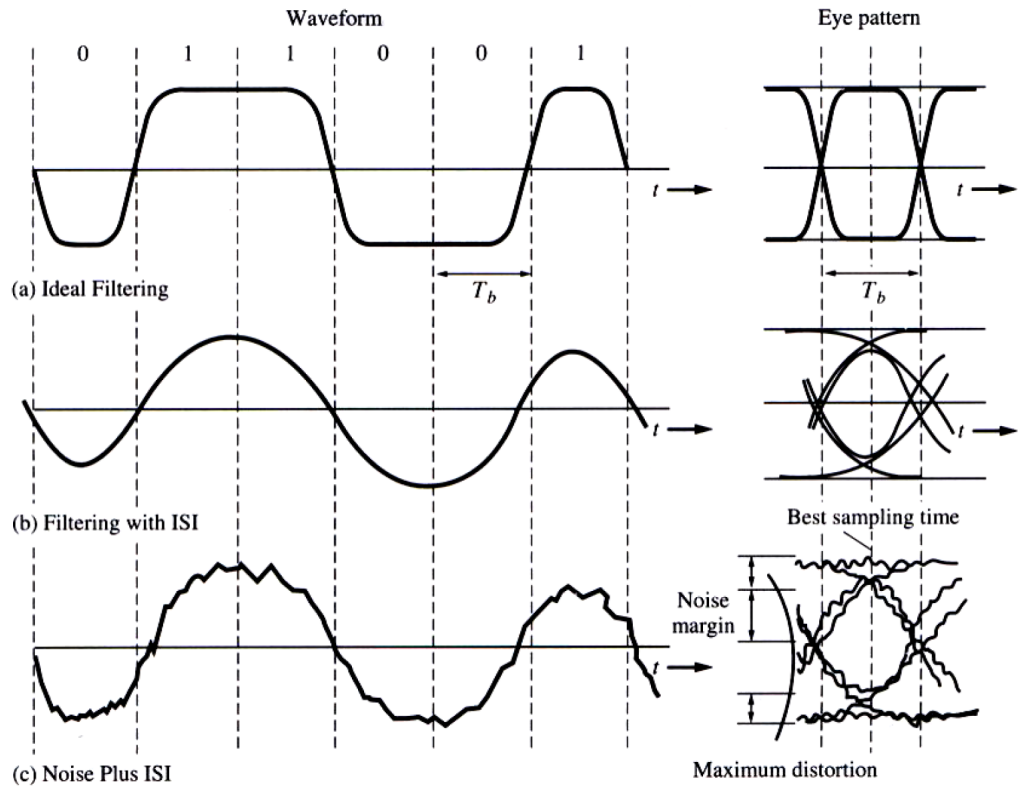 Waveform
Eye pattern
0 1 1 0 0 1
t
t
T_b
T_b
(a) Ideal Filtering
t
t
(b) Filtering with ISI
Best sampling time
Noise
margin
t
(c) Noise Plus ISI
Maximum distortion